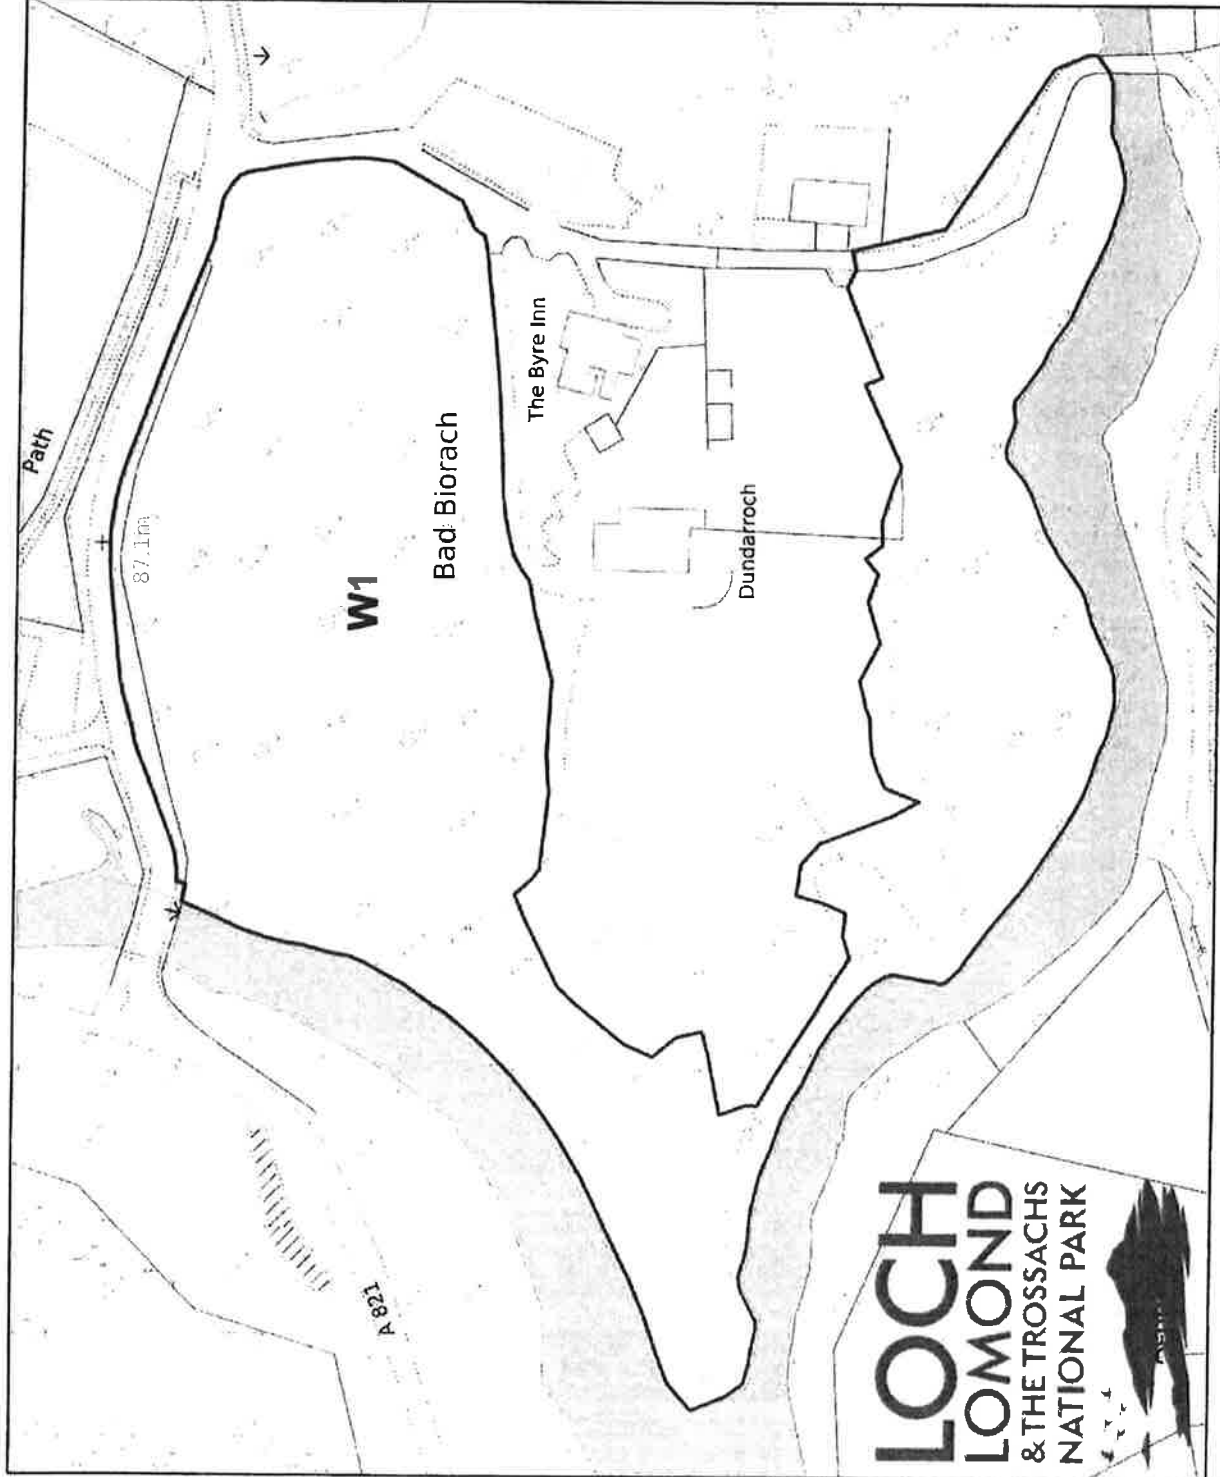 Path
87.1m
W1
Bad Biorach
The Byre Inn
Dundarroch
A 821
LOCH
LOMOND
& THE TROSSACHS
NATIONAL PARK